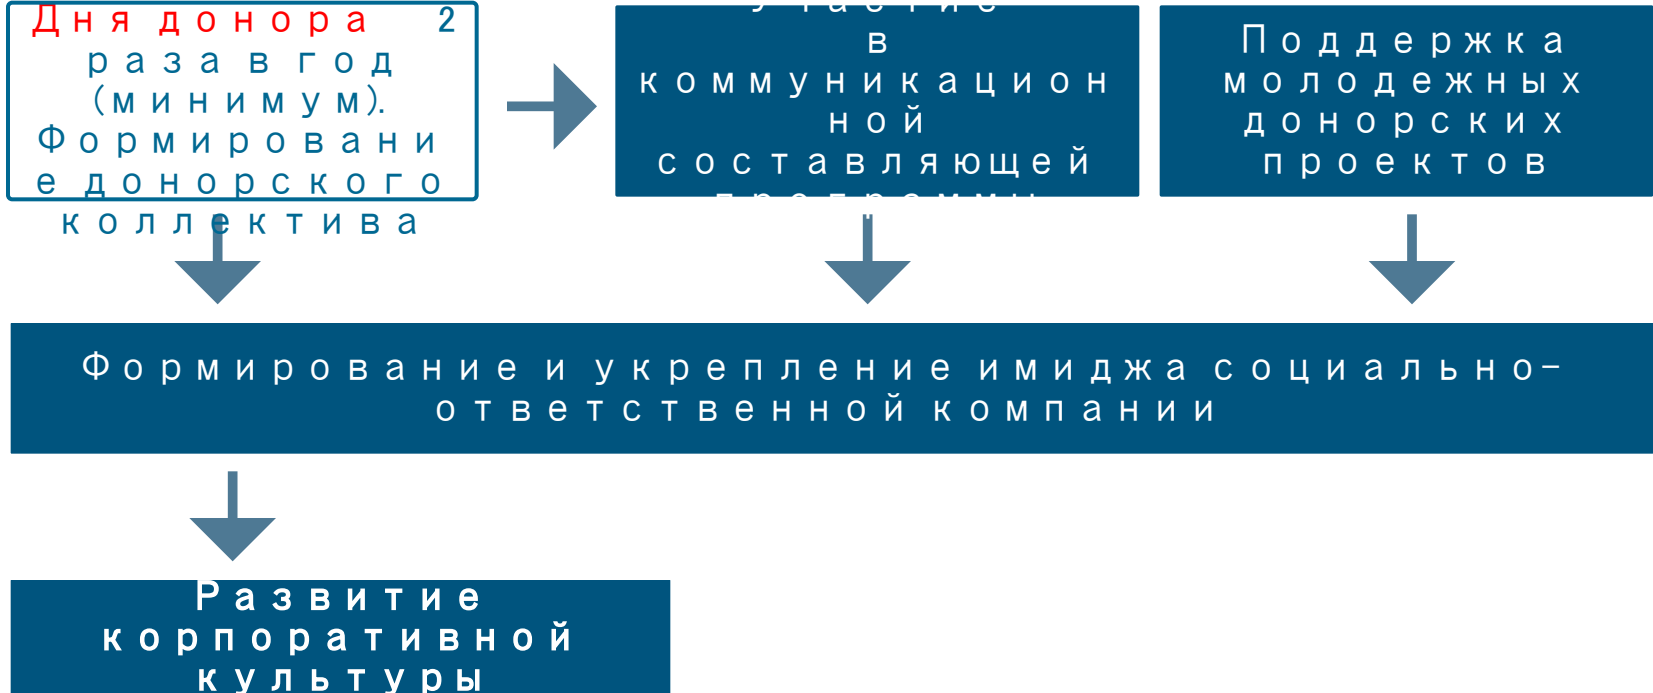 Дня донора 2
раза в год
(минимум).
Формировани
е донорского
коллектива
в
коммуникацион
ной
составляющей
Поддержка
молодежных
донорских
проектов
Формирование и укрепление имиджа социально-
ответственной компании
Развитие
корпоративной
культуры